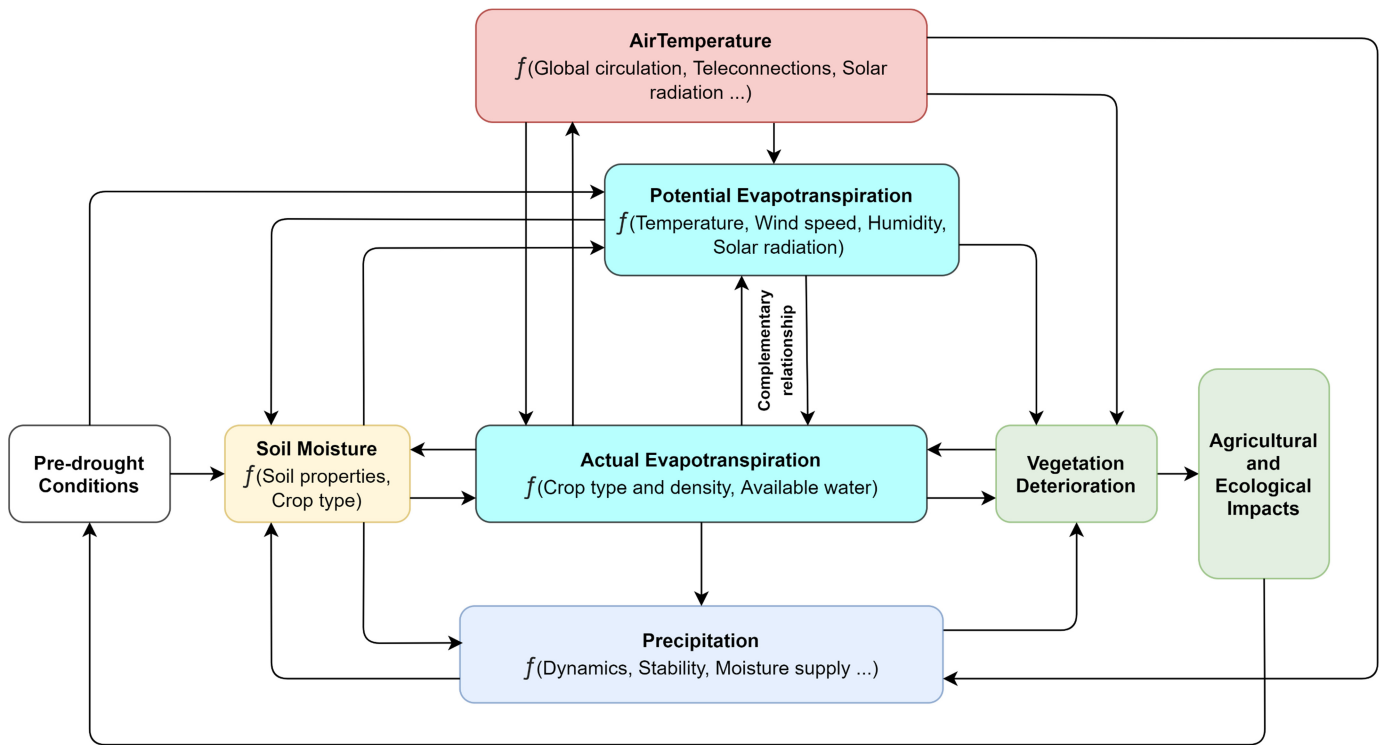 AirTemperature
f(Global circulation, Teleconnections, Solar
radiation ...)
Potential Evapotranspiration
f(Temperature, Wind speed, Humidity,
Solar radiation)
Complementary
relationship
Pre-drought
Conditions
Soil Moisture
f(Soil properties,
Crop type)
Actual Evapotranspiration
f(Crop type and density, Available water)
Vegetation
Deterioration
Agricultural
and
Ecological
Impacts
Precipitation
f(Dynamics, Stability, Moisture supply ...)